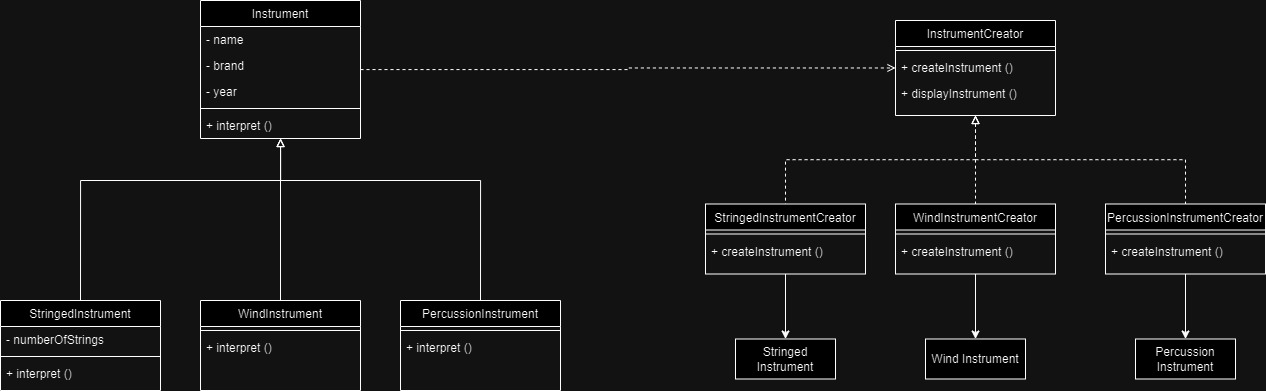 Instrument
- name
- brand
- year
+ interpret ()
InstrumentCreator
+ createInstrument ()
+ displayInstrument ()
StringedInstrumentCreator
+ createInstrument ()
WindInstrumentCreator
+ createInstrument ()
PercussionInstrumentCreator
+ createInstrument ()
StringedInstrument
- numberOfStrings
+ interpret ()
WindInstrument
+ interpret ()
PercussionInstrument
+ interpret ()
Stringed
Instrument
Wind Instrument
Percussion
Instrument